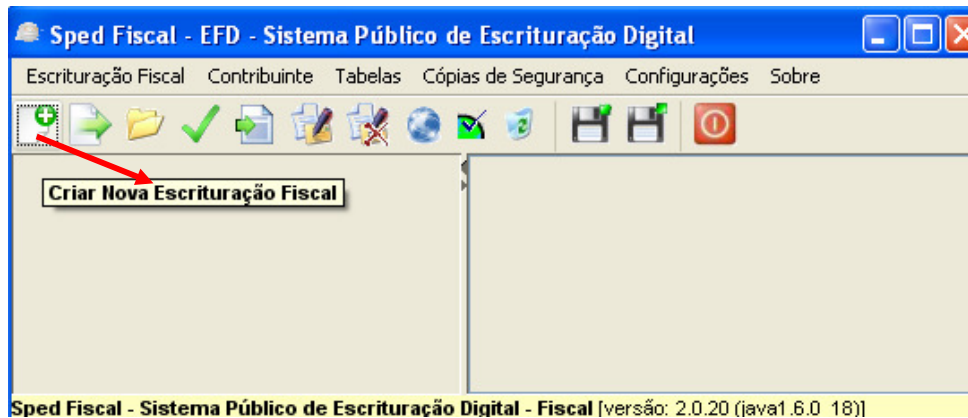 Sped Fiscal - EFD - Sistema Público de Escrituração Digital
Escrituração Fiscal Contribuinte Tabelas Cópias de Segurança Configurações Sobre
Criar Nova Escrituração Fiscal
Sped Fiscal - Sistema Público de Escrituração Digital - Fiscal [versão: 2.0.20 (java1.6.0_18)]